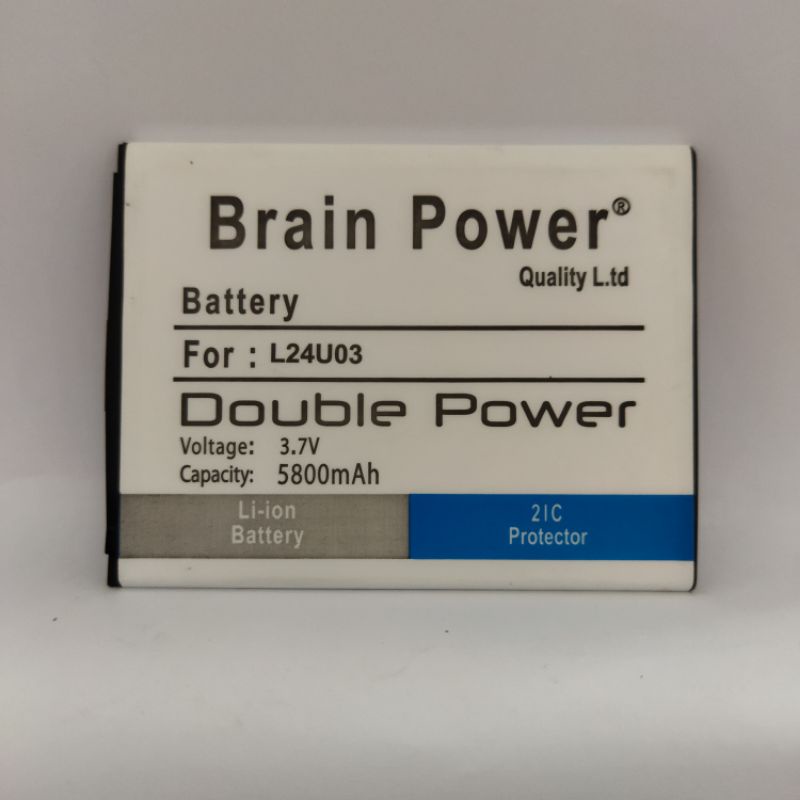 Brain Power®
Quality L.td
Battery
For : L24U03
Double Power
Voltage: 3.7V
Capacity: 5800mAh
Li-ion
Battery
2IC
Protector